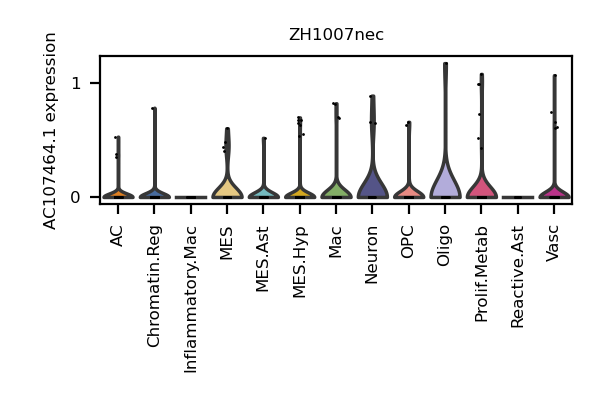 ZH1007nec
AC107464.1 expression
1
0
AC
Chromatin.Reg
Inflammatory.Mac
MES
MES.Ast
MES.Hyp
Mac
Neuron
OPC
Oligo
Prolif.Metab
Reactive.Ast
Vasc